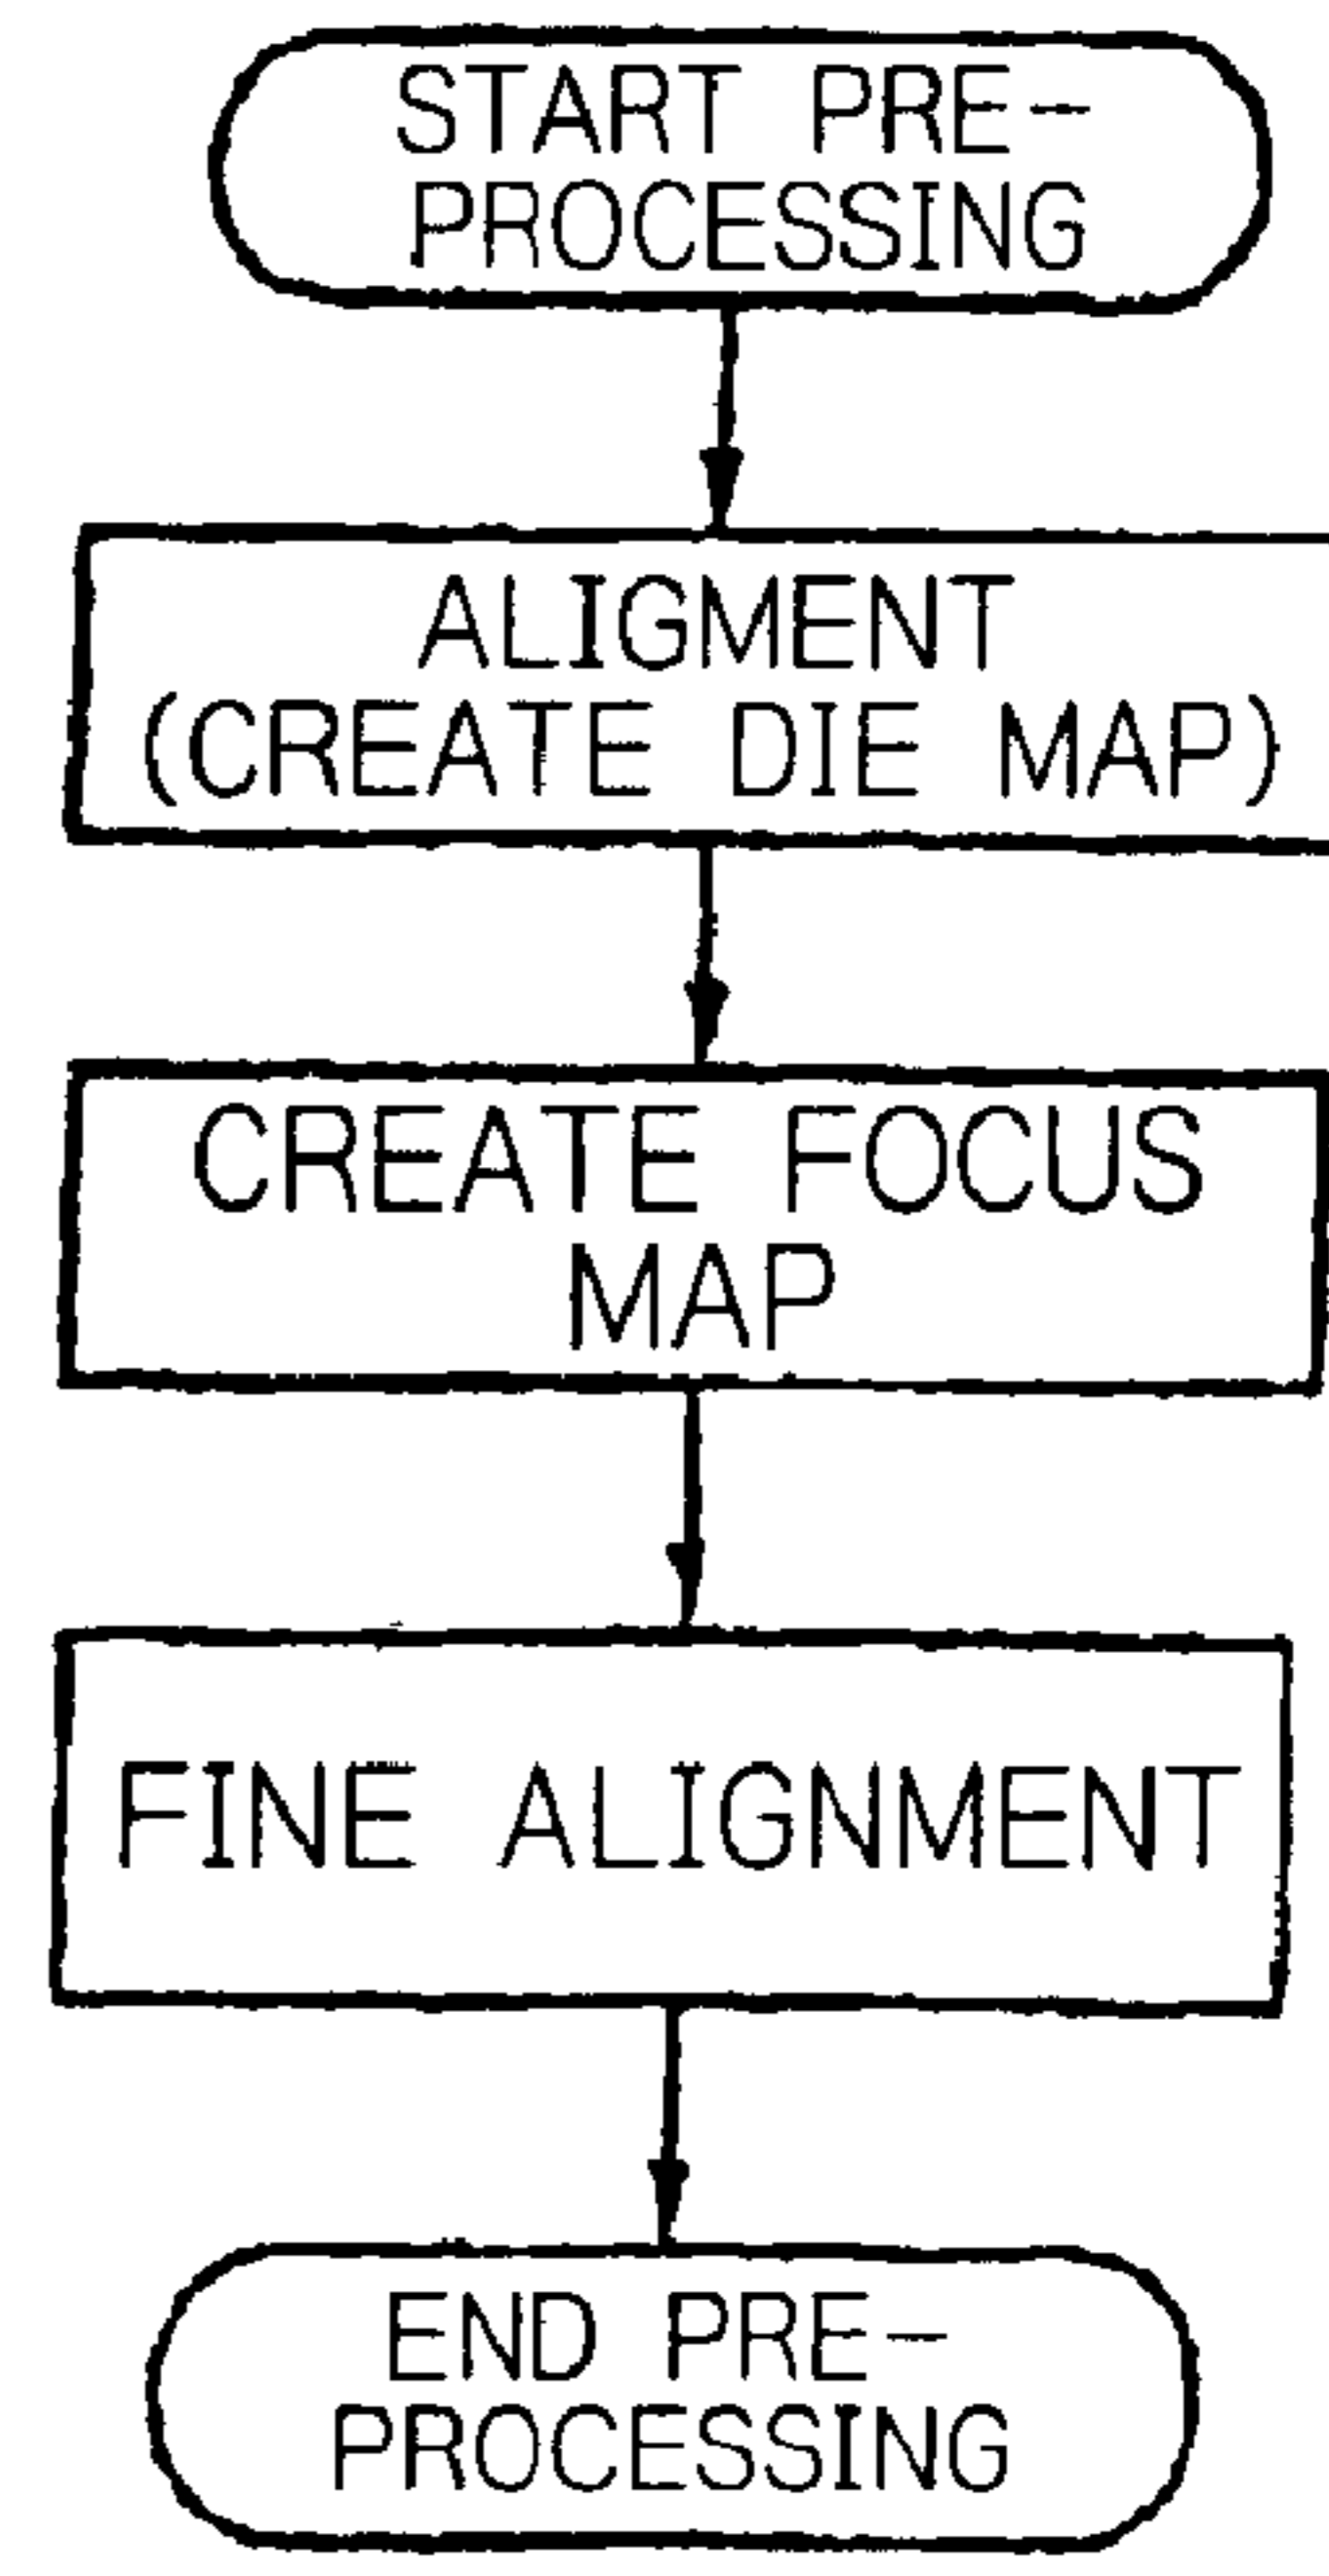 START PRE-
PROCESSING
ALIGMENT
(CREATE DIE MAP)
CREATE FOCUS
MAP
FINE ALIGNMENT
END PRE-
PROCESSING